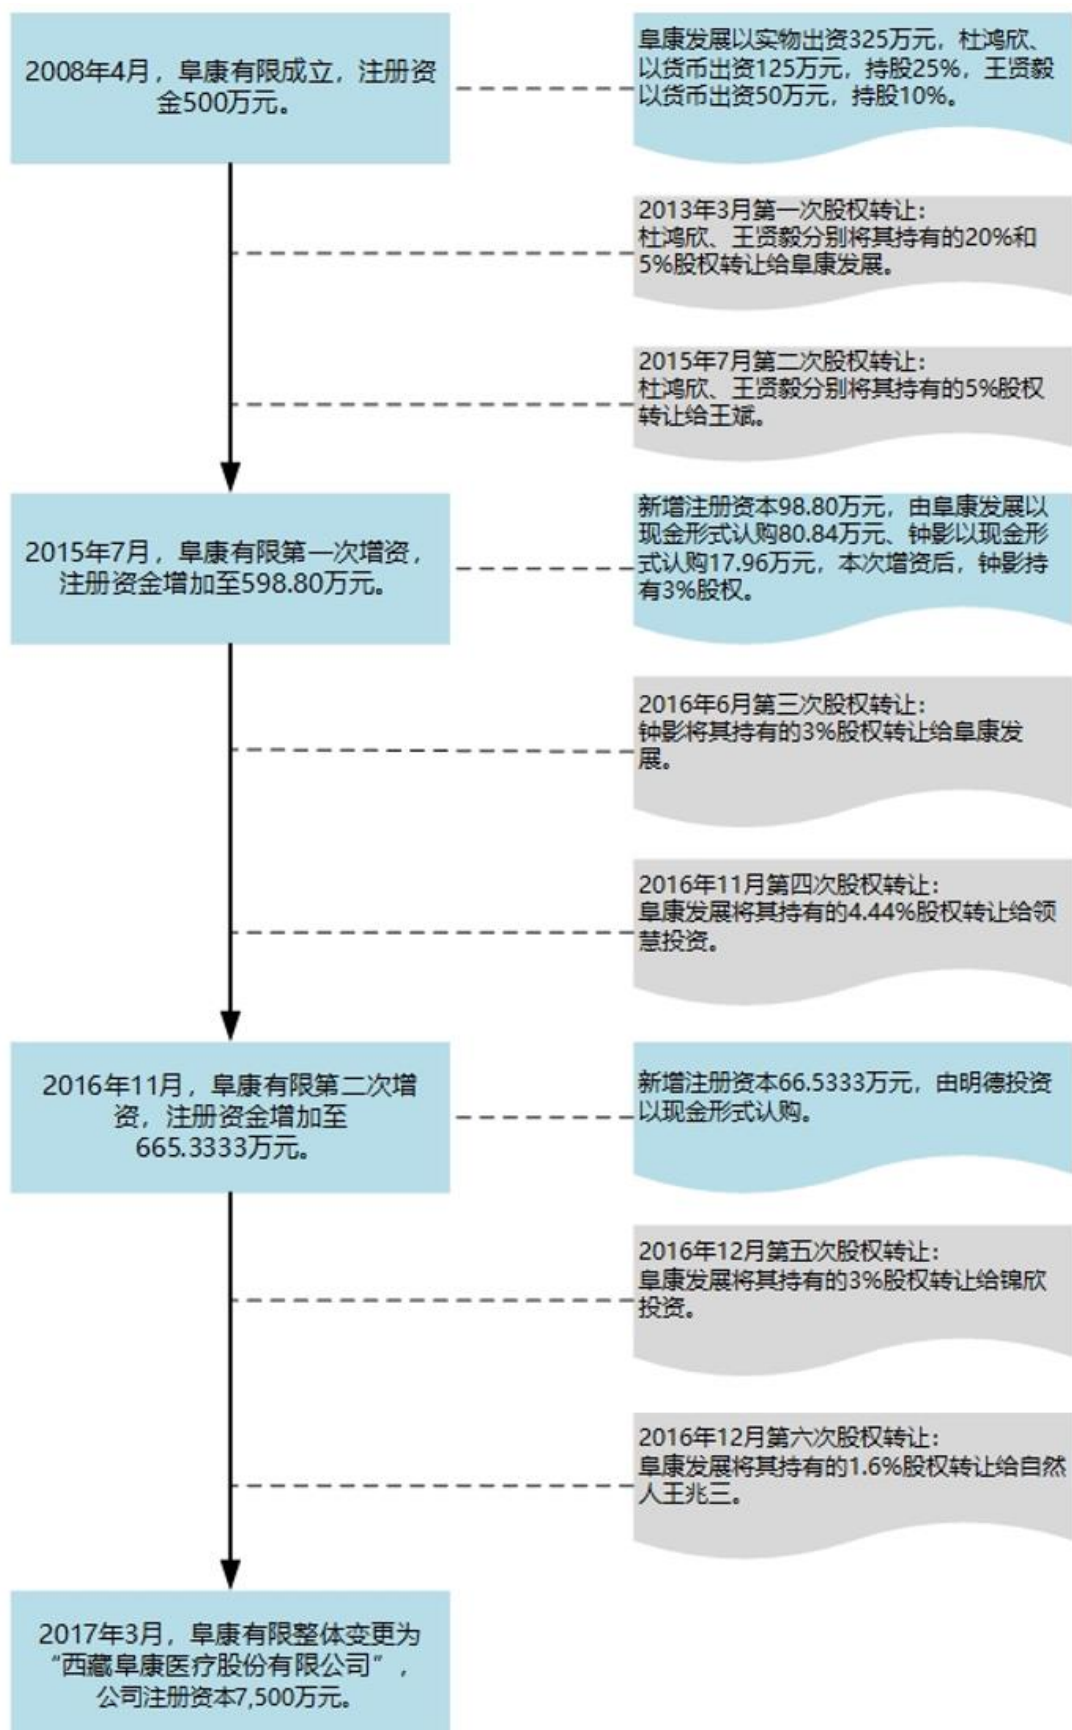 2008年4月，阜康有限成立，注册资
金500万元。
阜康发展以实物出资325万元，杜鸿欣、
以货币出资125万元，持股25%，王贤毅
以货币出资50万元，持股10%。
2013年3月第一次股权转让：
杜鸿欣、王贤毅分别将其持有的20%和
5%股权转让给阜康发展。
2015年7月第二次股权转让：
杜鸿欣、王贤毅分别将其持有的5%股权
转让给王斌。
2015年7月，阜康有限第一次增资，
注册资金增加至598.80万元。
新增注册资本98.80万元，由阜康发展以
现金形式认购80.84万元、钟影以现金形
式认购17.96万元，本次增资后，钟影持
有3%股权。
2016年6月第三次股权转让：
钟影将其持有的3%股权转让给阜康发
展。
2016年11月第四次股权转让：
阜康发展将其持有的4.44%股权转让给领
慧投资。
2016年11月，阜康有限第二次增
资，注册资金增加至
665.3333万元。
新增注册资本66.5333万元，由明德投资
以现金形式认购。
2016年12月第五次股权转让：
阜康发展将其持有的3%股权转让给锦欣
投资。
2016年12月第六次股权转让：
阜康发展将其持有的1.6%股权转让给自然
人王兆三。
2017年3月，阜康有限整体变更为
“西藏阜康医疗股份有限公司”，
公司注册资本7,500万元。